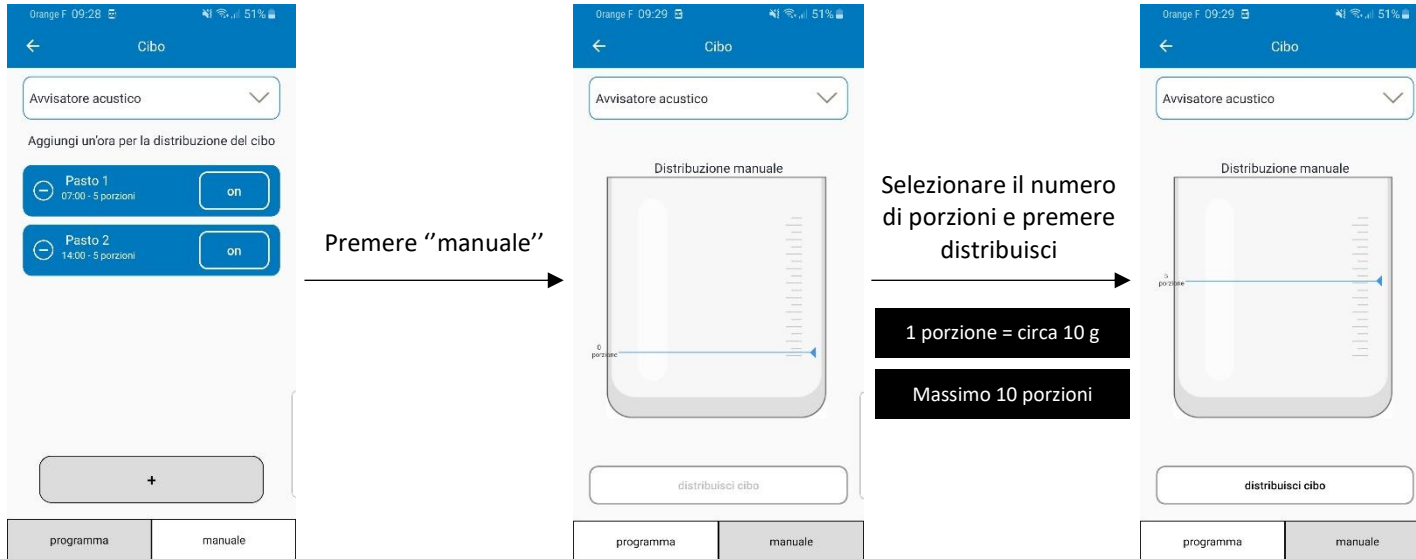 Orange F 09:28 51%
Cibo
Avvisatore acustico
Aggiungi un'ora per la distribuzione del cibo
Pasto 1
07:00 - 5 porzioni
on
Pasto 2
14:00 - 5 porzioni
on
+
programma manuale
Premere ‘’manuale’’
Orange F 09:29 51%
Cibo
Avvisatore acustico
Distribuzione manuale
0
porzione
distribuisci cibo
programma manuale
Selezionare il numero
di porzioni e premere
distribuisci
1 porzione = circa 10 g
Massimo 10 porzioni
Orange F 09:29 51%
Cibo
Avvisatore acustico
Distribuzione manuale
5
porzione
distribuisci cibo
programma manuale